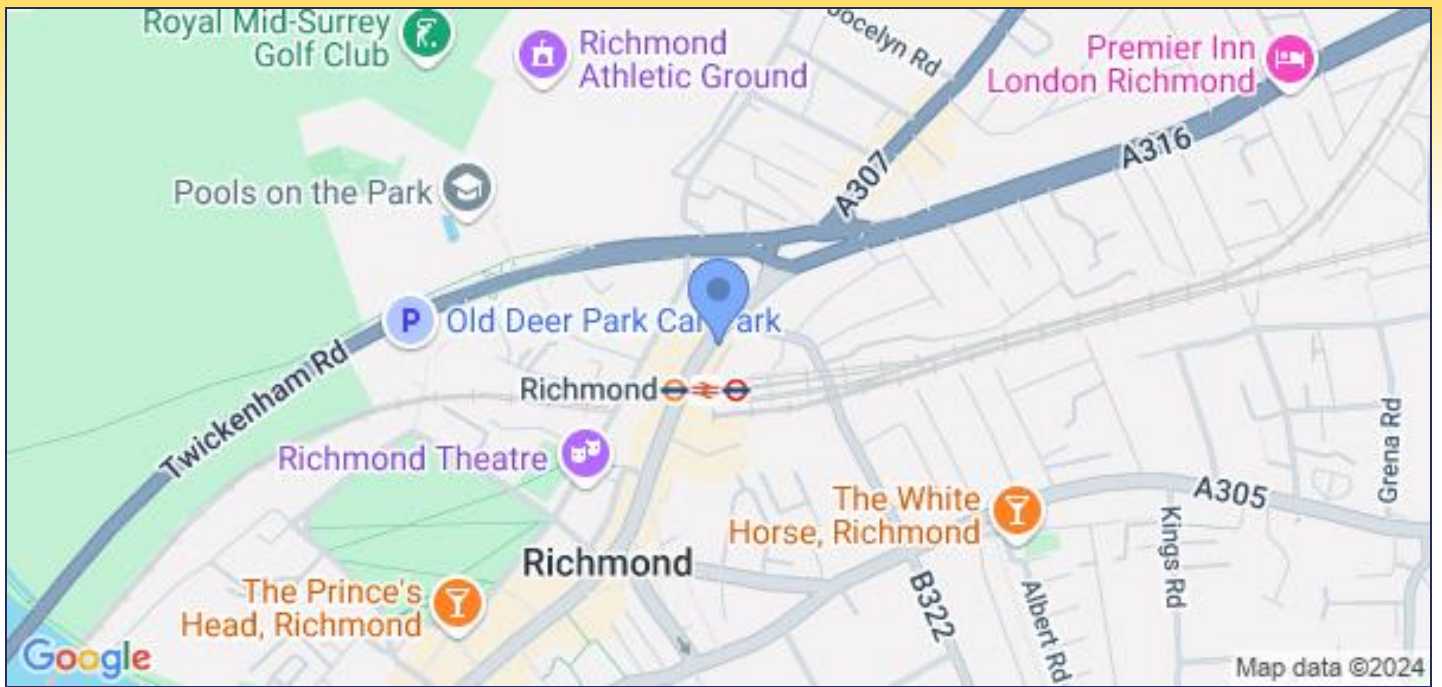 Royal Mid-Surrey
Golf Club
Richmond
Athletic Ground
Jocelyn Rd
Premier Inn
London Richmond
A316
A307
Pools on the Park
P
Old Deer Park Car Park
Twickenham Rd
Richmond
Richmond Theatre
The White
Horse, Richmond
A305
Grena Rd
Kings Rd
Richmond
The Prince's
Head, Richmond
B322
Albert Rd
Google
Map data ©2024